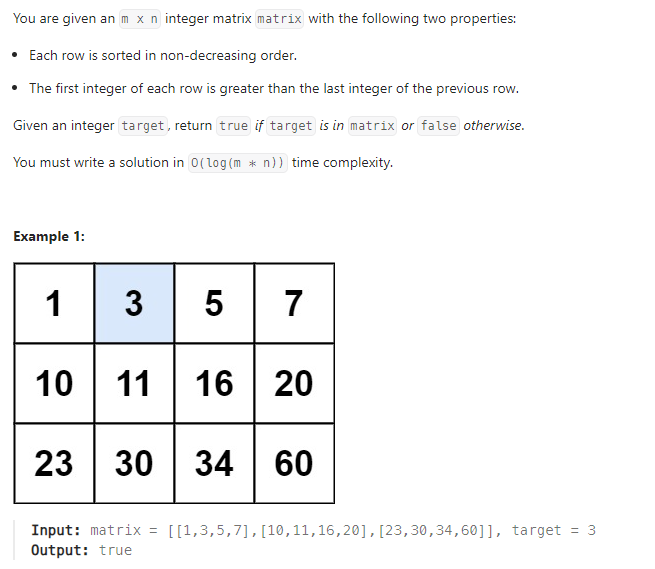 You are given an m x n integer matrix matrix with the following two properties:
• Each row is sorted in non-decreasing order.
• The first integer of each row is greater than the last integer of the previous row.
Given an integer target, return true if target is in matrix or false otherwise.
You must write a solution in O(log(m * n)) time complexity.
Example 1:
1 3 5 7
10 11 16 20
23 30 34 60
Input: matrix = [[1,3,5,7],[10,11,16,20],[23,30,34,60]], target = 3
Output: true